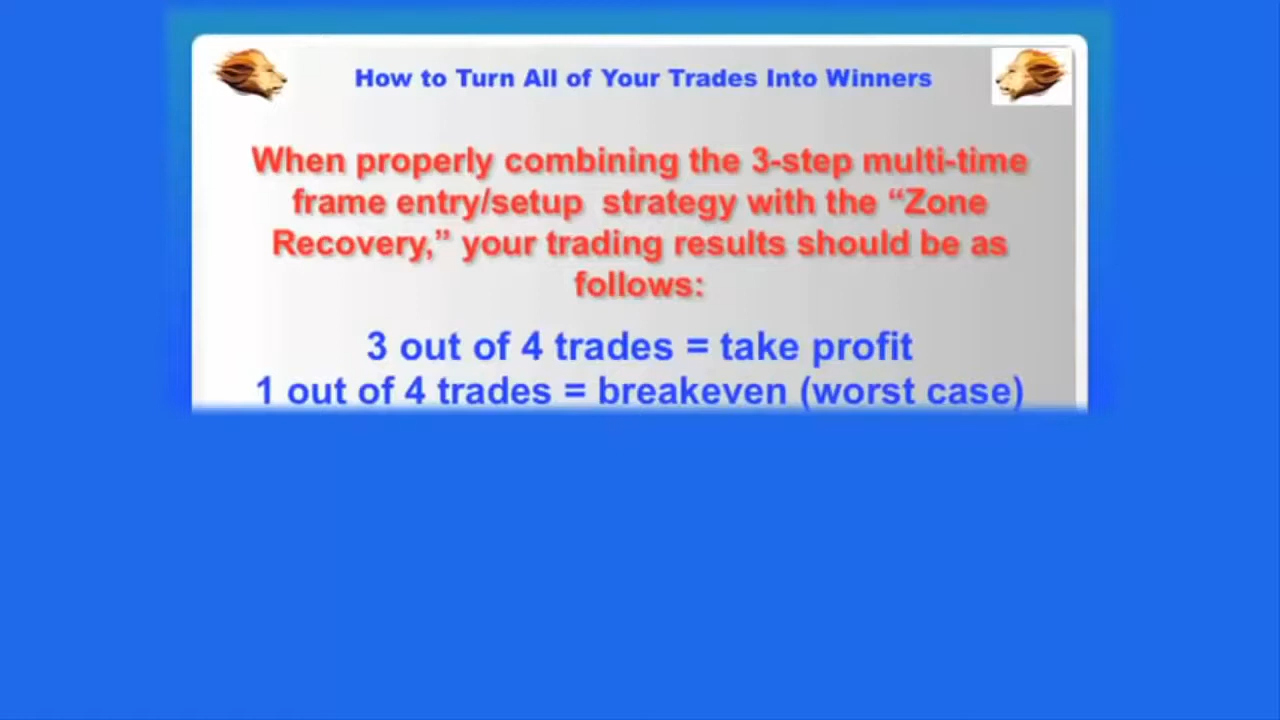 How to Turn All of Your Trades Into Winners
When properly combining the 3-step multi-time
frame entry/setup strategy with the “Zone
Recovery,” your trading results should be as
follows:
3 out of 4 trades = take profit
1 out of 4 trades = breakeven (worst case)